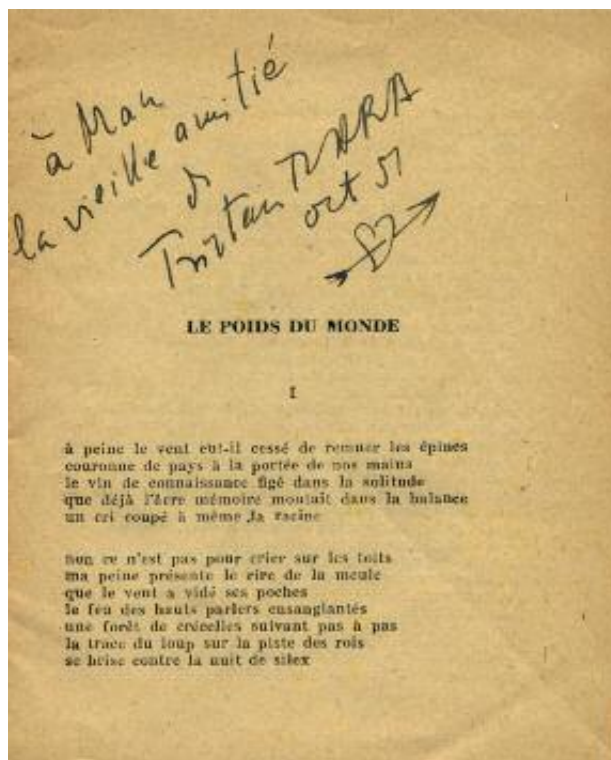 à Man
la vieille amitié
de
Tristan TZARA
oct 51
LE POIDS DU MONDE
I
à peine le vent eut-il cessé de remuer les épines
couronne de pays à la portée de nos mains
le vin de connaissance figé dans la solitude
que déjà l'âcre mémoire montait dans la balance
un cri coupé à même la racine
non ce n'est pas pour crier sur les toits
ma peine présente le rire de la meule
que le vent a vidé ses poches
le feu des hauts parlers ensanglantés
une forêt de crécelles suivant pas à pas
la trace du loup sur la piste des rois
se brise contre la nuit de silex